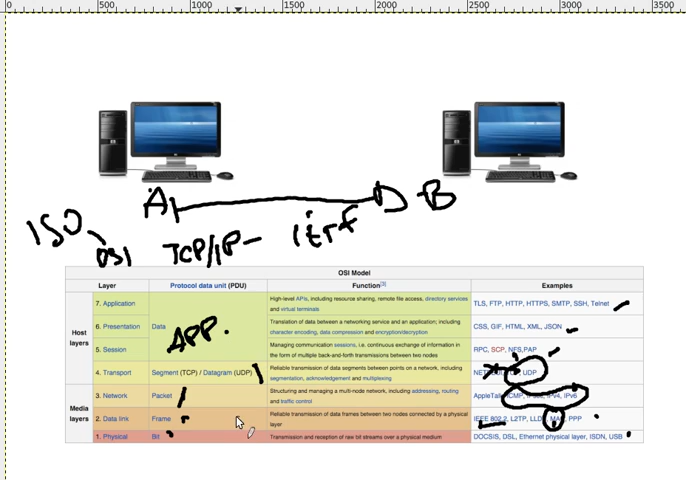 0 500 1000 1500 2000 2500 3000 3500
A B
ISO
OSI TCP/IP- ietf
OSI Model
Layer Protocol data unit (PDU) Function[3] Examples
Host layers
7. Application
Data
High-level APIs, including resource sharing, remote file access, directory services and virtual terminals
TLS, FTP, HTTP, HTTPS, SMTP, SSH, Telnet
6. Presentation
APP.
Translation of data between a networking service and an application; including character encoding, data compression and encryption/decryption
CSS, GIF, HTML, XML, JSON
5. Session
Managing communication sessions, i.e. continuous exchange of information in the form of multiple back-and-forth transmissions between two nodes
RPC, SCP, NFS, PAP
4. Transport
Segment (TCP) / Datagram (UDP)
Reliable transmission of data segments between points on a network, including segmentation, acknowledgement and multiplexing
UDP
Media layers
3. Network
Packet
Structuring and managing a multi-node network, including addressing, routing and traffic control
AppleTalk, ICMP, IPv4, IPv6
2. Data link
Frame
Reliable transmission of data frames between two nodes connected by a physical layer
IEEE 802.2, L2TP, MAC, PPP
1. Physical
Bit
Transmission and reception of raw bit streams over a physical medium
DOCSIS, DSL, Ethernet physical layer, ISDN, USB